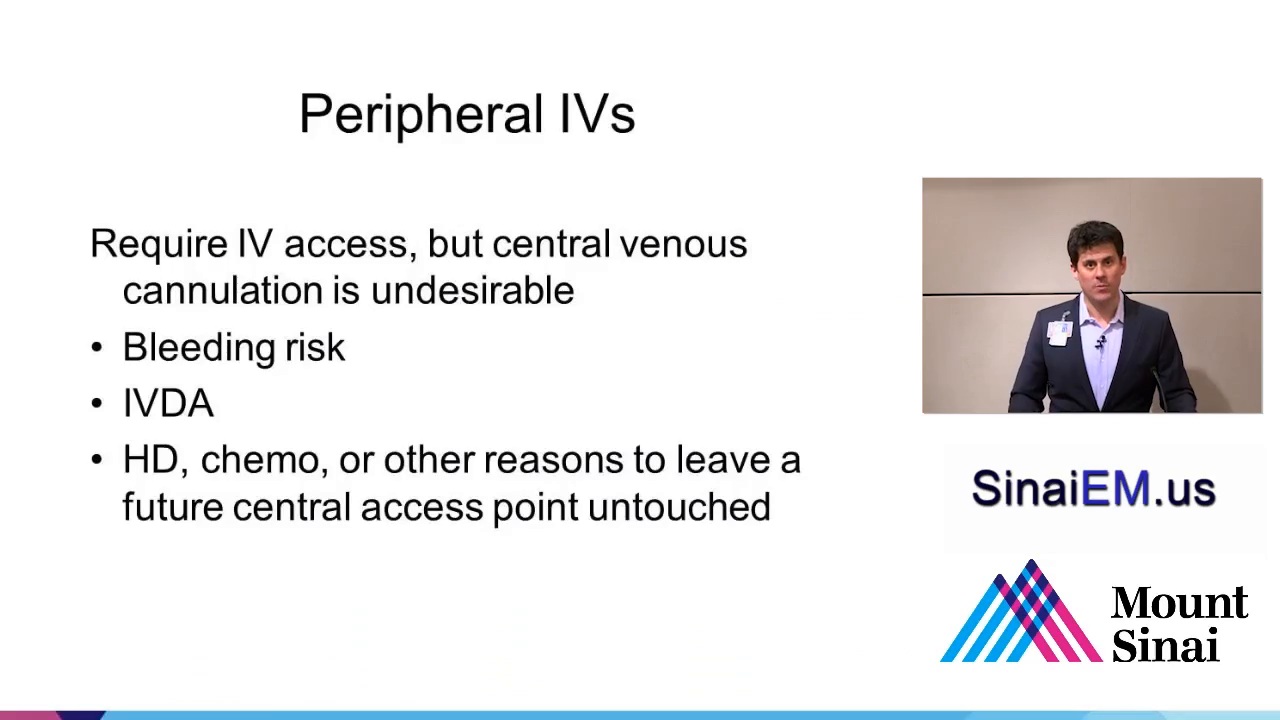 Peripheral IVs
Require IV access, but central venous
cannulation is undesirable
• Bleeding risk
• IVDA
• HD, chemo, or other reasons to leave a
future central access point untouched
SinaiEM.us
Mount
Sinai